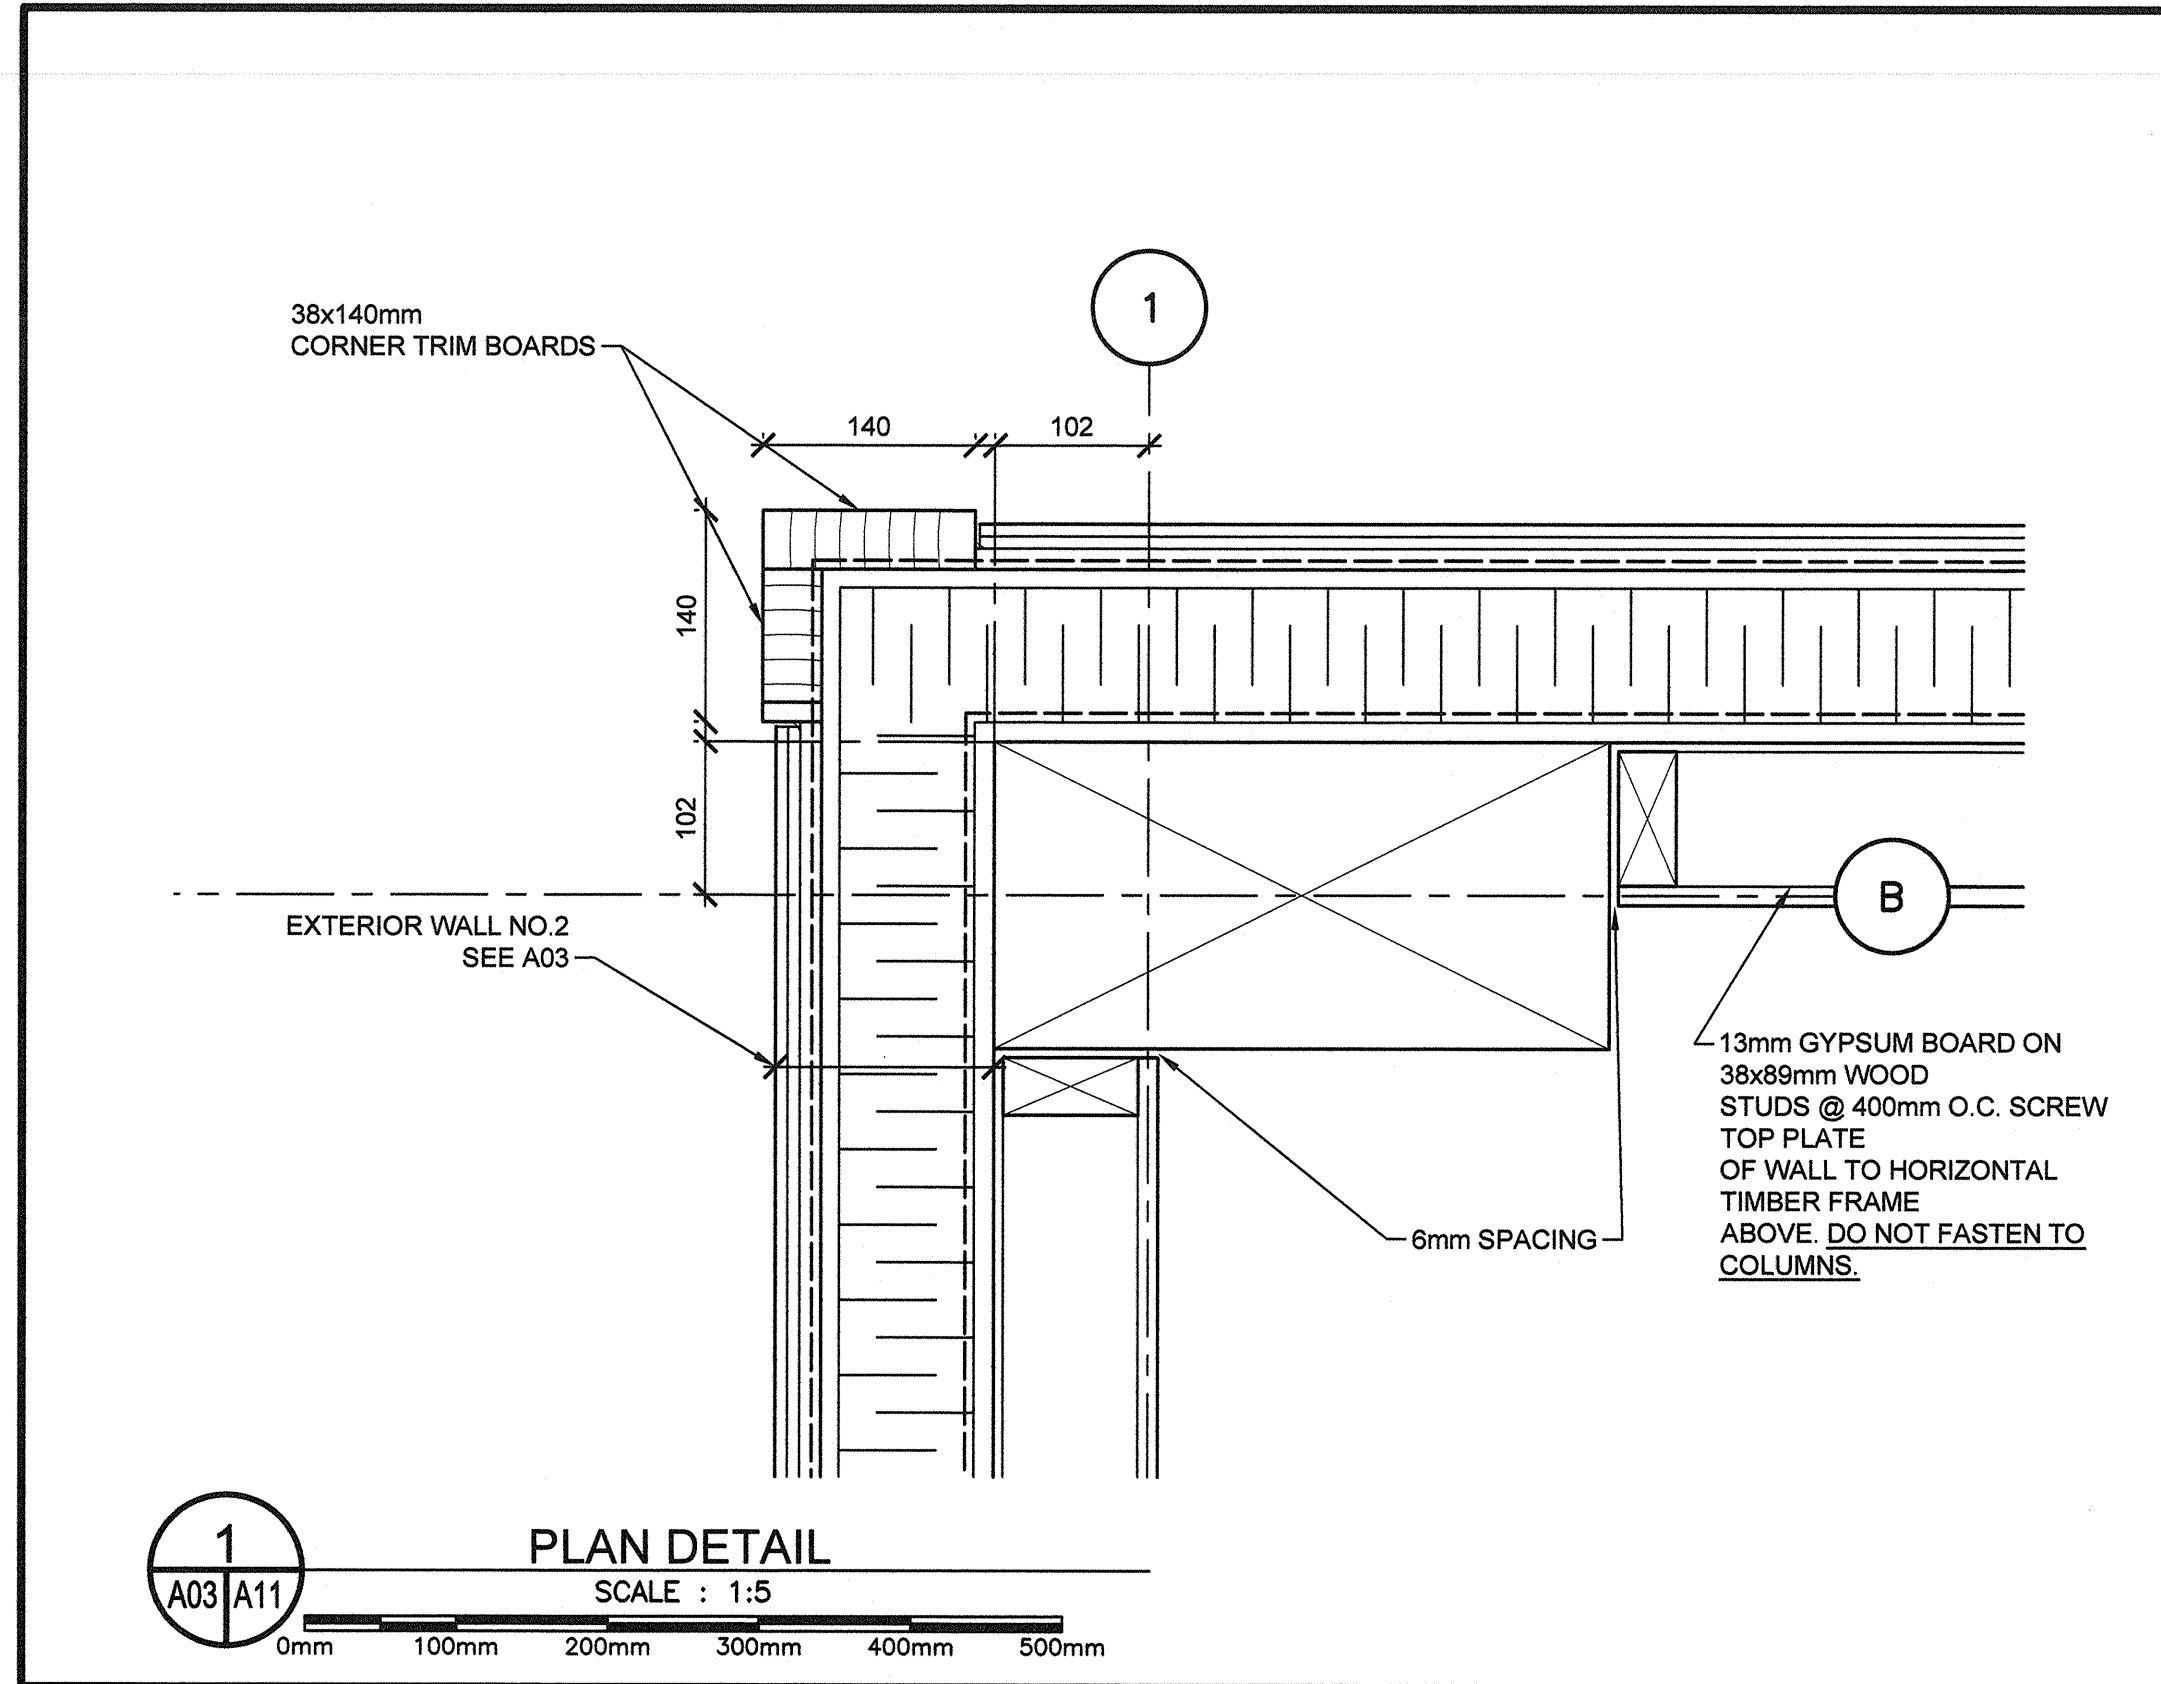 1
38x140mm
CORNER TRIM BOARDS
140
102
140
102
B
EXTERIOR WALL NO.2
SEE A03
13mm GYPSUM BOARD ON
38x89mm WOOD
STUDS @ 400mm O.C. SCREW
TOP PLATE
OF WALL TO HORIZONTAL
TIMBER FRAME
ABOVE. DO NOT FASTEN TO
COLUMNS.
6mm SPACING
1
A03 A11
PLAN DETAIL
SCALE : 1:5
0mm 100mm 200mm 300mm 400mm 500mm